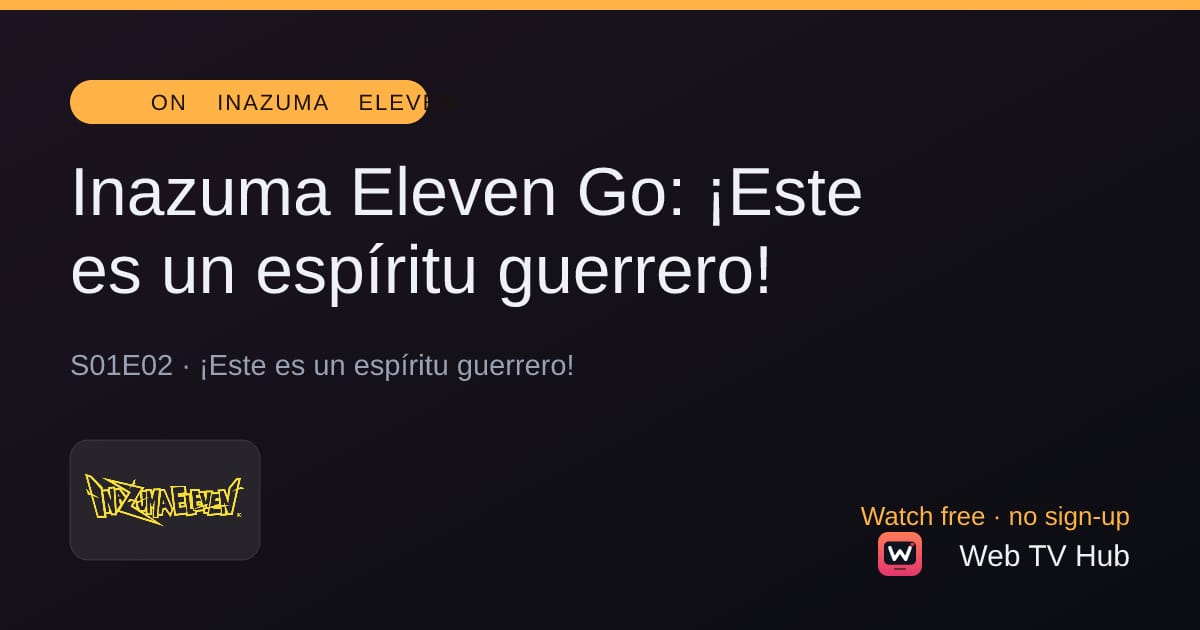 ON INAZUMA ELEVEN
Inazuma Eleven Go: ¡Este
es un espíritu guerrero!
S01E02 · ¡Este es un espíritu guerrero!
INAZUMA ELEVEN
Watch free · no sign-up
W
Web TV Hub